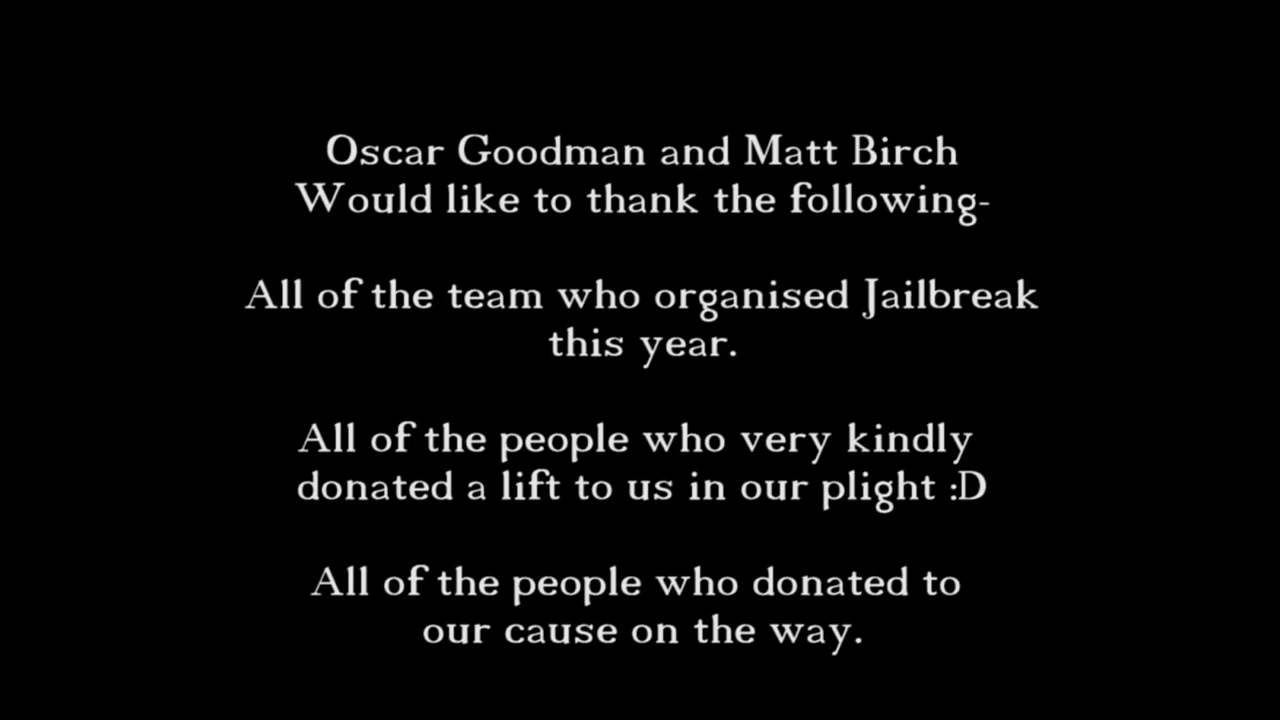 Oscar Goodman and Matt Birch
Would like to thank the following-
All of the team who organised Jailbreak
this year.
All of the people who very kindly
donated a lift to us in our plight :D
All of the people who donated to
our cause on the way.